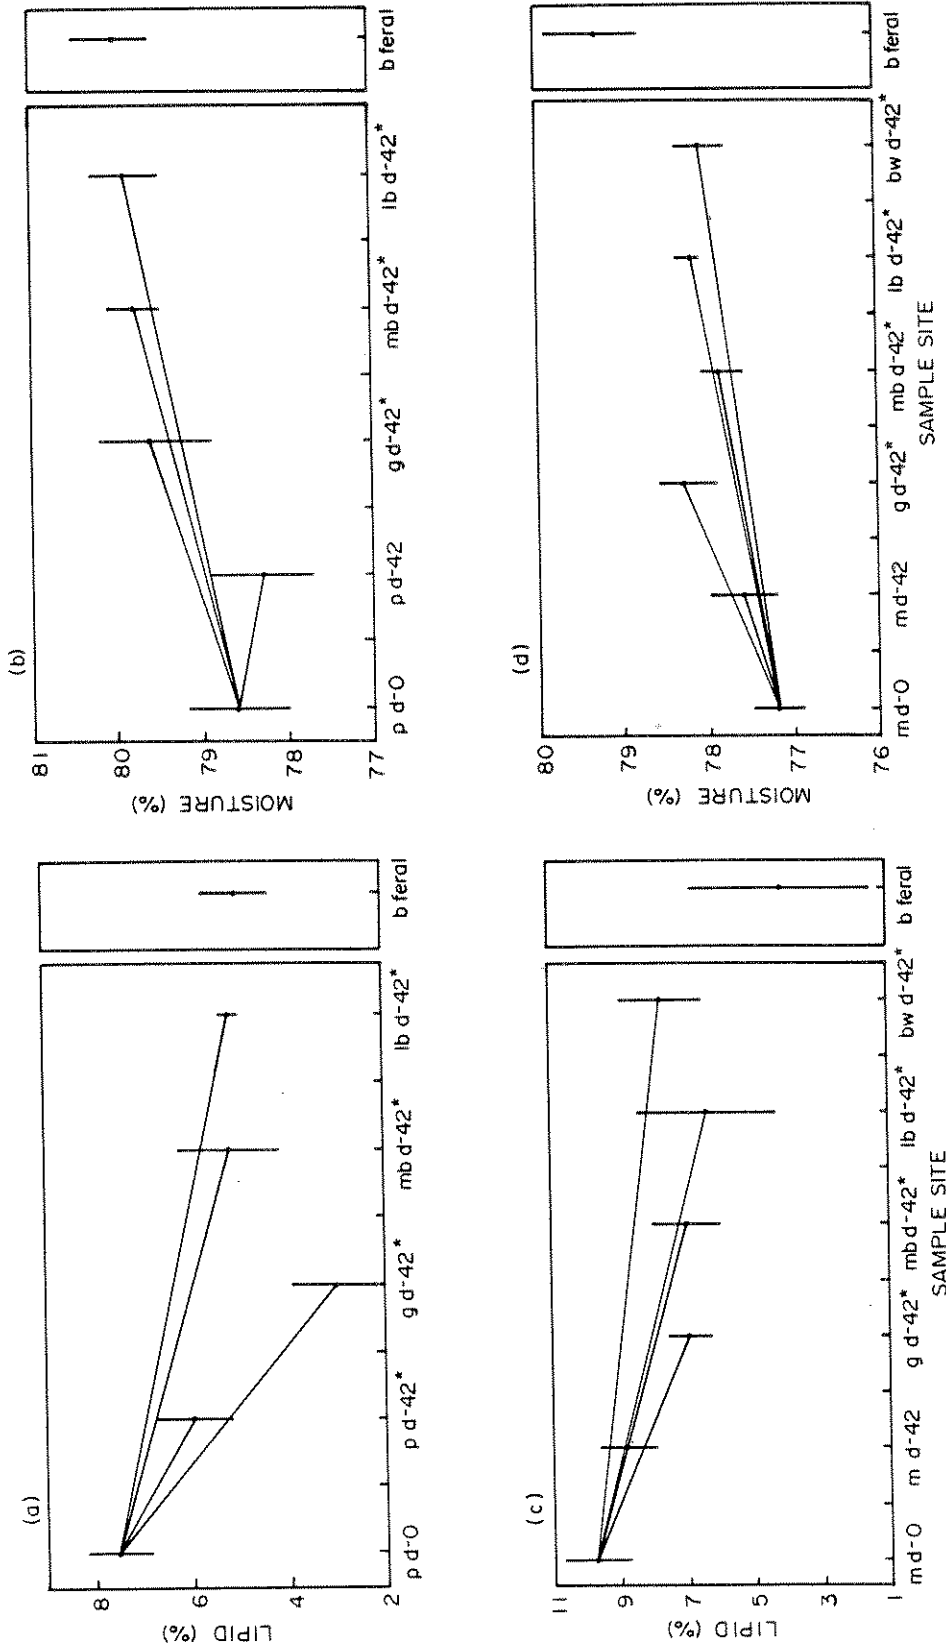 (a)
LIPID (%)
8
6
4
2
p d-0 p d-42* g d-42* mb d-42* lb d-42* b feral
(b)
MOISTURE (%)
81
80
79
78
77
p d-0 p d-42 g d-42* mb d-42* lb d-42* b feral
(c)
LIPID (%)
11
9
7
5
3
1
m d-0 m d-42 g d-42* mb d-42* lb d-42* bw d-42* b feral
SAMPLE SITE
(d)
MOISTURE (%)
80
79
78
77
76
m d-0 m d-42 g d-42* mb d-42* lb d-42* bw d-42* b feral
SAMPLE SITE